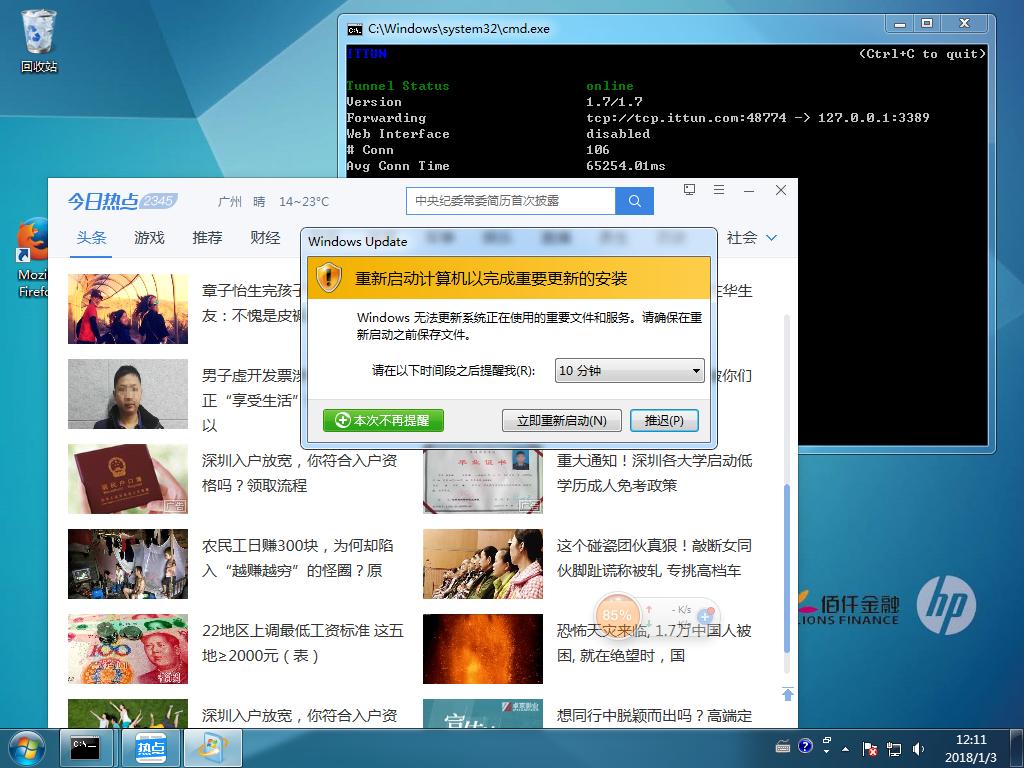 回收站
C:\Windows\system32\cmd.exe
ITTUN
(Ctrl+C to quit)
Tunnel Status online
Version 1.7/1.7
Forwarding tcp://tcp.ittun.com:48774 -> 127.0.0.1:3389
Web Interface disabled
# Conn 106
Avg Conn Time 65254.01ms
今日热点 2345
广州 晴 14~23°C
中央纪委常委简历首次披露
头条 游戏 推荐 财经
社会
Mozi
Firefo
Windows Update
重新启动计算机以完成重要更新的安装
Windows 无法更新系统正在使用的重要文件和服务。请确保在重
新启动之前保存文件。
请在以下时间段之后提醒我(R):
10 分钟
本次不再提醒
立即重新启动(N)
推迟(P)
章子怡生完孩子
友：不愧是皮裤
在华生
男子虚开发票涉
正“享受生活”
以
被你们
深圳入户放宽，你符合入户资
格吗？领取流程
广告
毕业证书
广告
重大通知！深圳各大学启动低
学历成人免考政策
农民工日赚300块，为何却陷
入“越赚越穷”的怪圈？原
这个碰瓷团伙真狠！敲断女同
伙脚趾谎称被轧 专挑高档车
85%
- K/s
22地区上调最低工资标准 这五
地≥2000元（表）
恐怖天灾来临, 1.7万中国人被
困, 就在绝望时，国
深圳入户放宽，你符合入户资
想同行中脱颖而出吗？高端定
佰仟金融
LIONS FINANCE
hp
C:\_
热点
12:11
2018/1/3